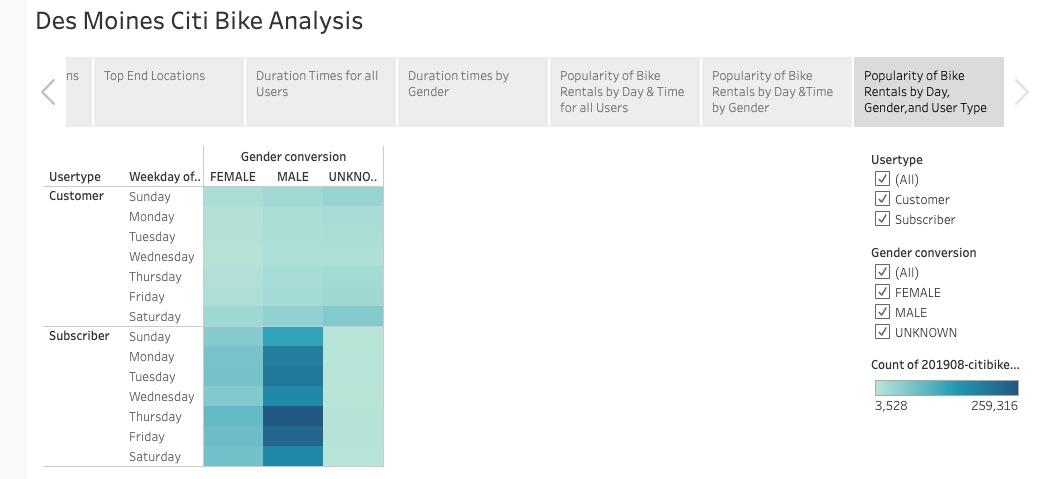 Des Moines Citi Bike Analysis
ns
Top End Locations
Duration Times for all
Users
Duration times by
Gender
Popularity of Bike
Rentals by Day & Time
for all Users
Popularity of Bike
Rentals by Day &Time
by Gender
Popularity of Bike
Rentals by Day,
Gender,and User Type
Gender conversion
Usertype Weekday of.. FEMALE MALE UNKNO..
Customer Sunday
Monday
Tuesday
Wednesday
Thursday
Friday
Saturday
Subscriber Sunday
Monday
Tuesday
Wednesday
Thursday
Friday
Saturday
Usertype
(All)
Customer
Subscriber
Gender conversion
(All)
FEMALE
MALE
UNKNOWN
Count of 201908-citibike...
3,528 259,316